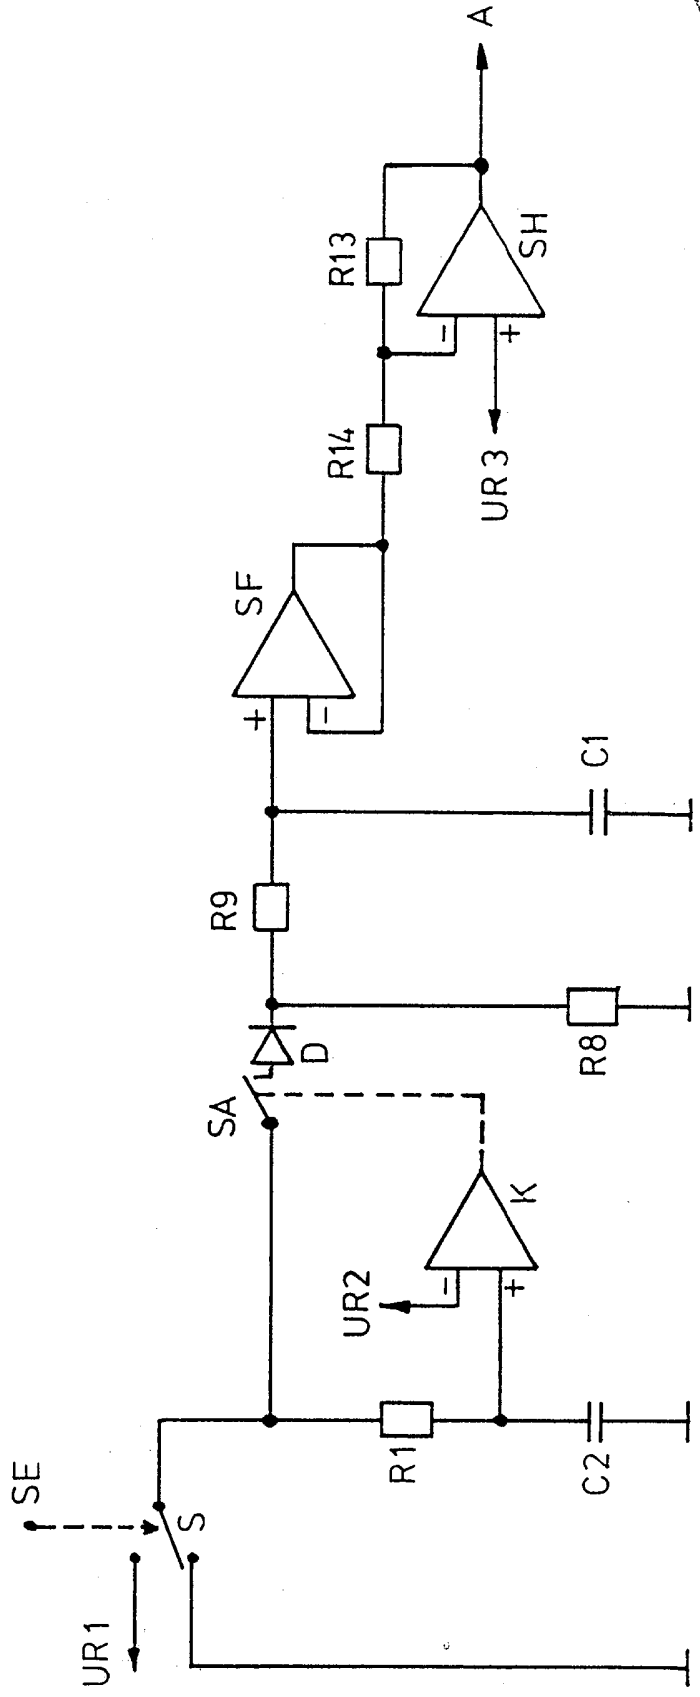 SE
UR1
S
R1
C2
UR2
-
+
K
SA
D
R8
R9
C1
+
-
SF
R14
R13
UR3
-
+
SH
A